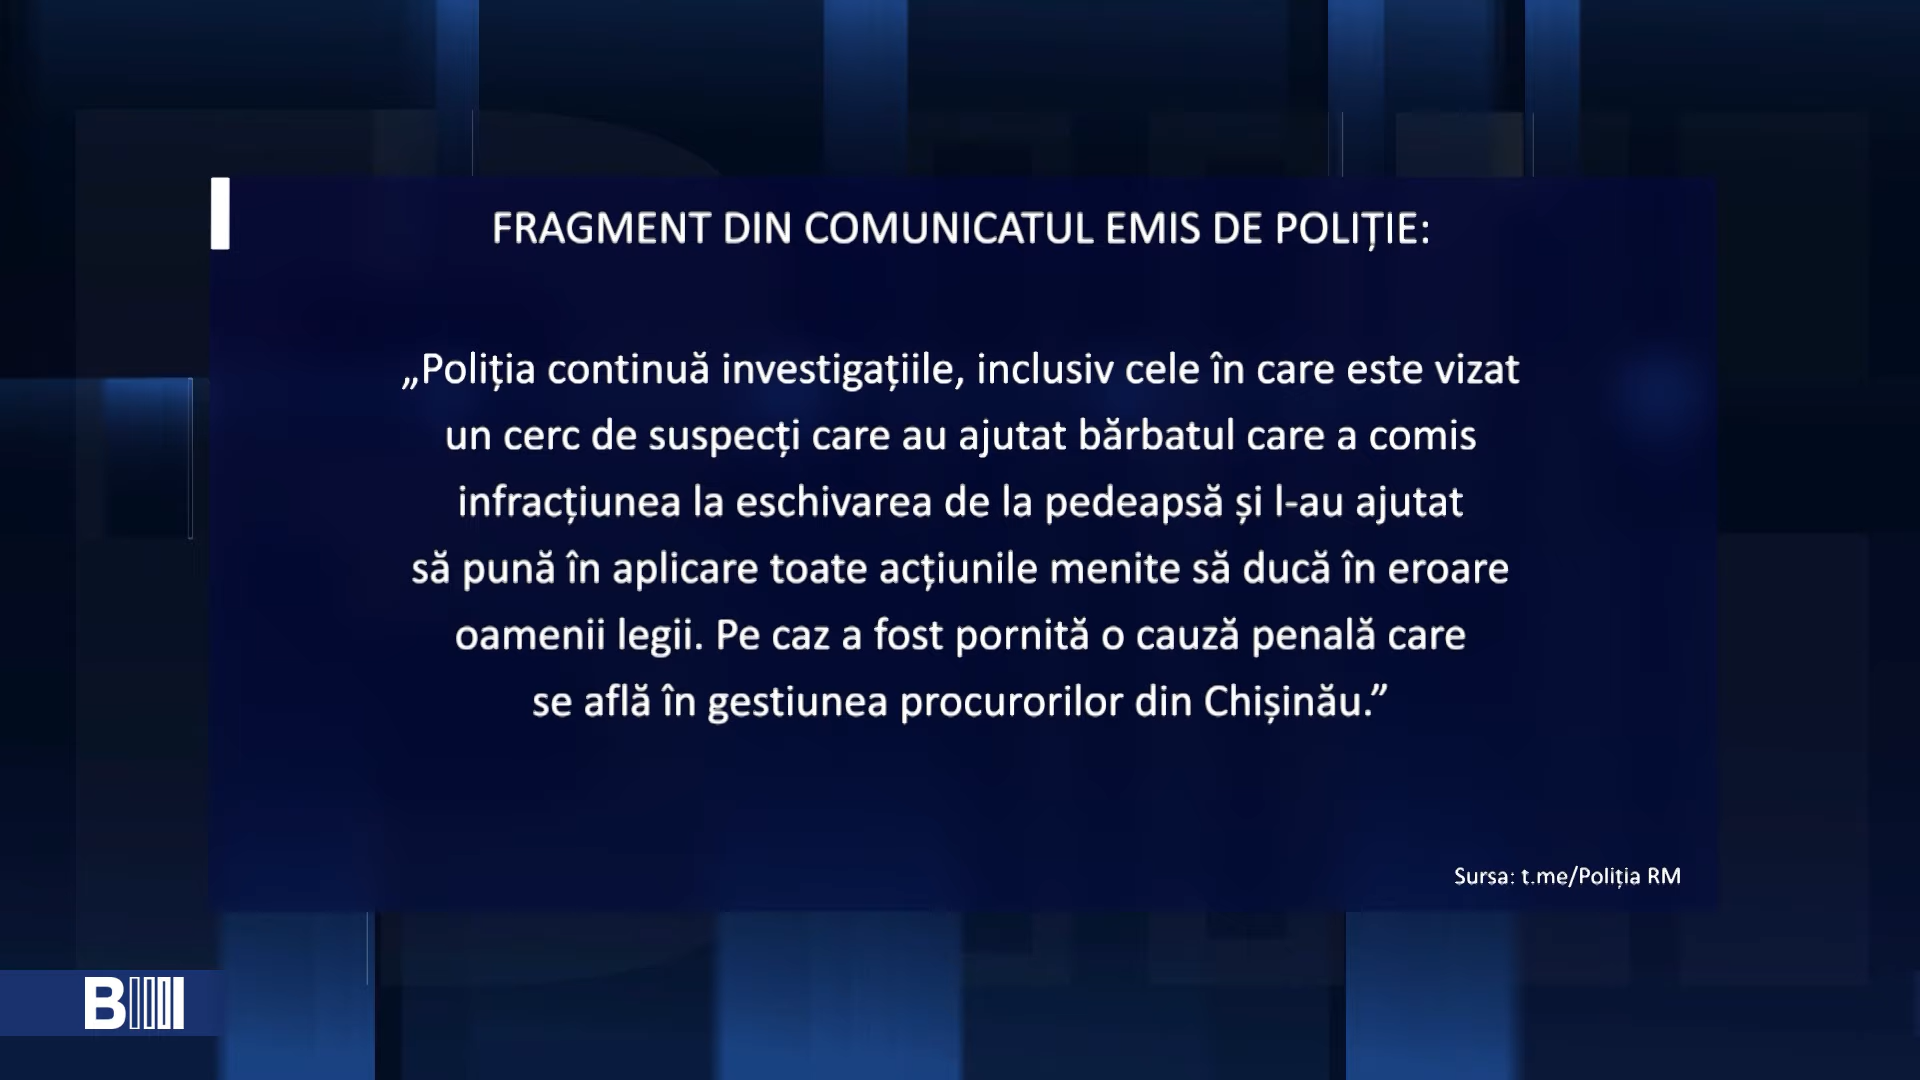 FRAGMENT DIN COMUNICATUL EMIS DE POLIȚIE:
„Poliția continuă investigațiile, inclusiv cele în care este vizat
un cerc de suspecți care au ajutat bărbatul care a comis
infracțiunea la eschivarea de la pedeapsă și l-au ajutat
să pună în aplicare toate acțiunile menite să ducă în eroare
oamenii legii. Pe caz a fost pornită o cauză penală care
se află în gestiunea procurorilor din Chișinău.”
Sursa: t.me/Poliția RM
B